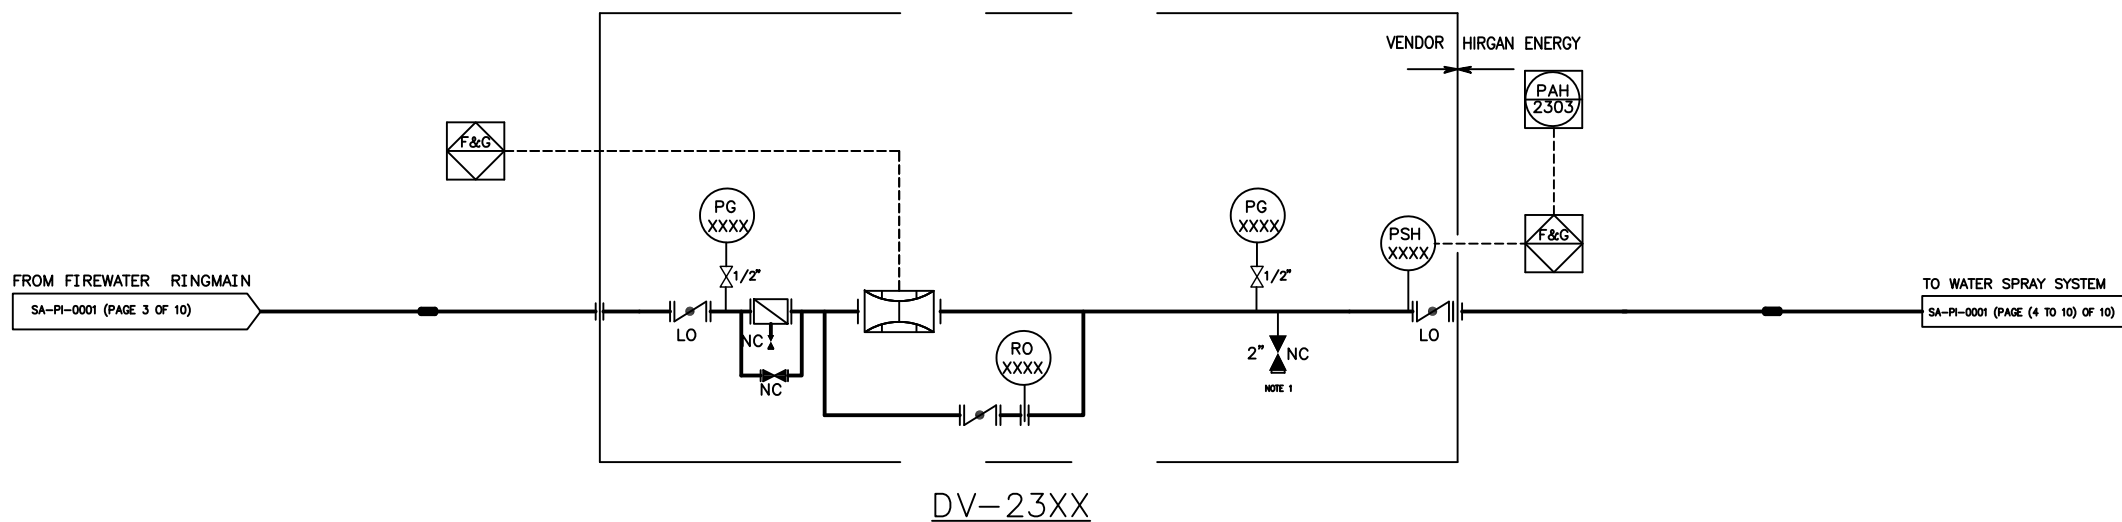 VENDOR HIRGAN ENERGY
PAH
2303
F&G
PG
XXXX
PG
XXXX
PSH
XXXX
F&G
1/2"
1/2"
FROM FIREWATER RINGMAIN
SA-PI-0001 (PAGE 3 OF 10)
TO WATER SPRAY SYSTEM
SA-PI-0001 (PAGE (4 TO 10) OF 10)
LO
NC
LO
RO
XXXX
2" NC
NC
NOTE 1
DV-23XX